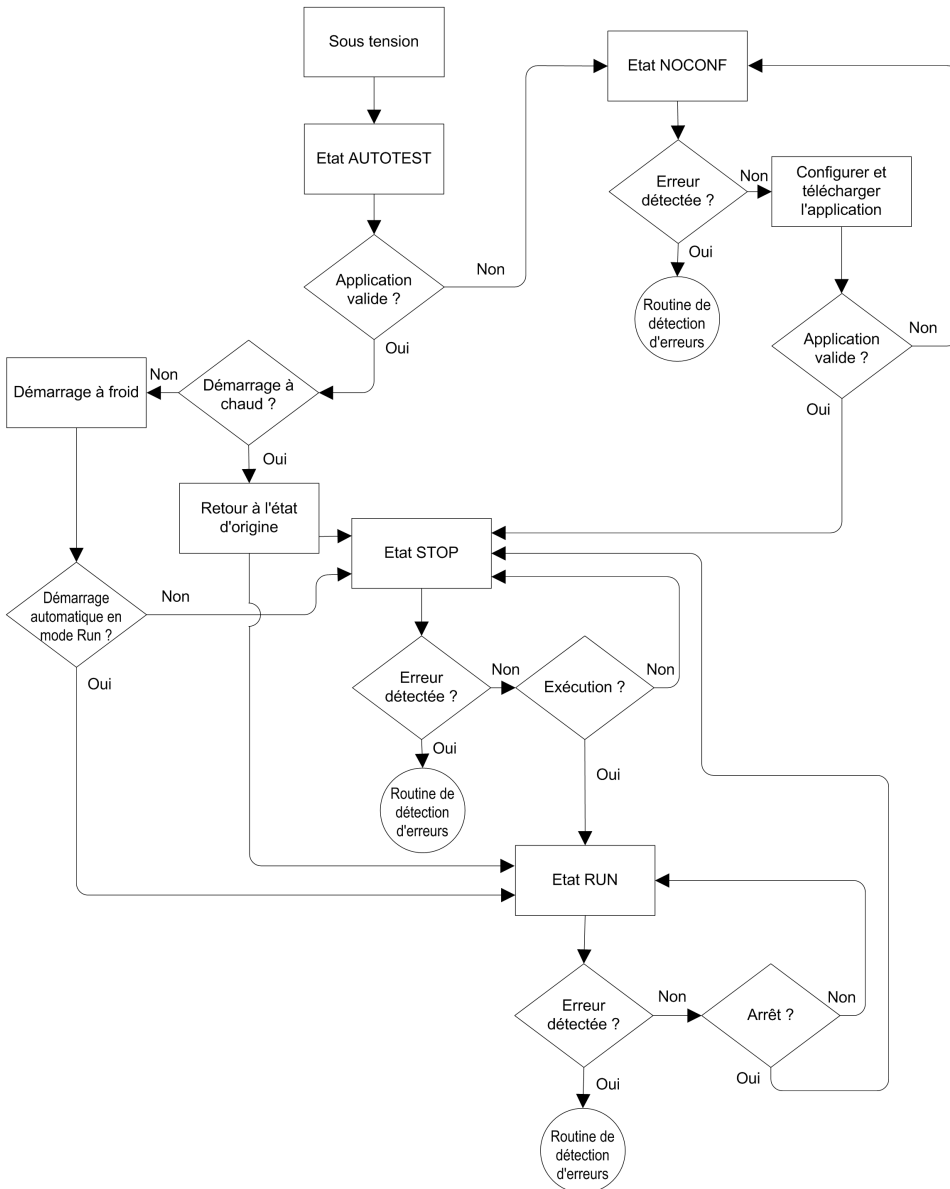 Sous tension
Etat NOCONF
Etat AUTOTEST
Erreur
détectée ?
Non
Configurer et
télécharger
l'application
Oui
Application
valide ?
Non
Routine de
détection
d'erreurs
Application
valide ?
Non
Oui
Oui
Démarrage à froid
Non
Démarrage à
chaud ?
Oui
Retour à l'état
d'origine
Etat STOP
Démarrage
automatique en
mode Run ?
Non
Oui
Erreur
détectée ?
Non
Exécution ?
Non
Oui
Oui
Routine de
détection
d'erreurs
Etat RUN
Erreur
détectée ?
Non
Arrêt ?
Non
Oui
Oui
Routine de
détection
d'erreurs